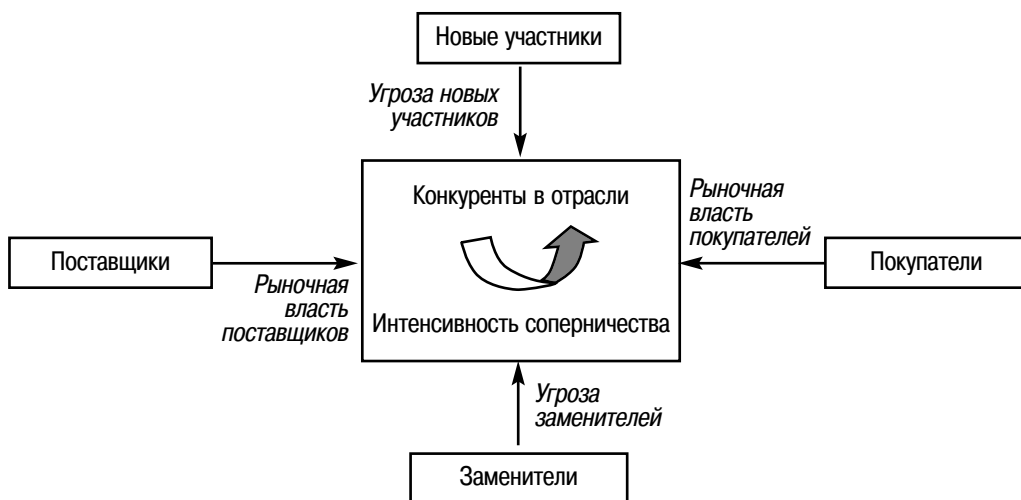 Новые участники
Угроза новых
участников
Конкуренты в отрасли
Рыночная
власть
покупателей
Поставщики
Покупатели
Рыночная
власть
поставщиков
Интенсивность соперничества
Угроза
заменителей
Заменители